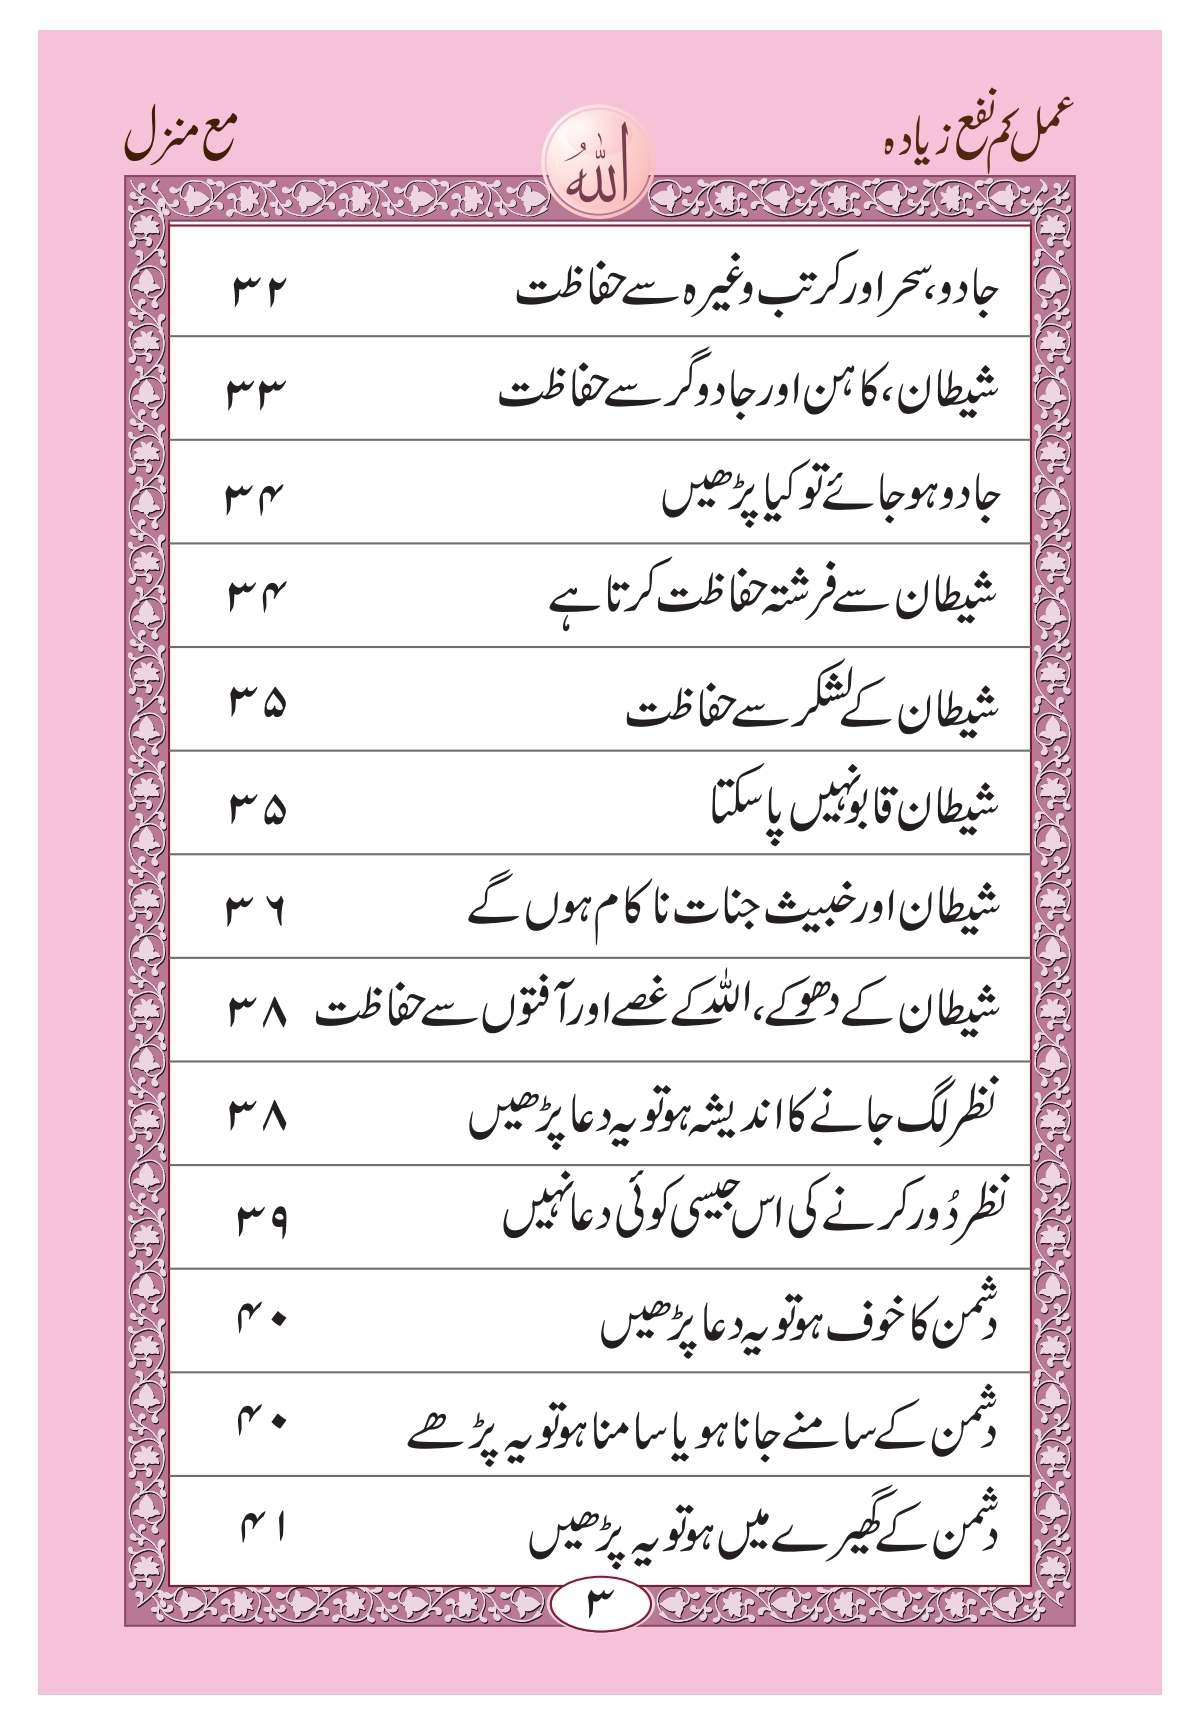 عمل کم نفع زیادہ
اللہ
مع منزل
جادو، سحر اور کرتب وغیرہ سے حفاظت ۳۲
شیطان، کاہن اور جادوگر سے حفاظت ۳۳
جادو ہو جائے تو کیا پڑھیں ۳۴
شیطان سے فرشتہ حفاظت کرتا ہے ۳۴
شیطان کے لشکر سے حفاظت ۳۵
شیطان قابو نہیں پا سکتا ۳۵
شیطان اور خبیث جنات ناکام ہوں گے ۳۶
شیطان کے دھوکے، اللہ کے غصے اور آفتوں سے حفاظت ۳۸
نظر لگ جانے کا اندیشہ ہو تو یہ دعا پڑھیں ۳۸
نظر دُور کرنے کی اس جیسی کوئی دعا نہیں ۳۹
دشمن کا خوف ہو تو یہ دعا پڑھیں ۴۰
دشمن کے سامنے جانا ہو یا سامنا ہو تو یہ پڑھے ۴۰
دشمن کے گھیرے میں ہو تو یہ پڑھیں ۴۱
۳